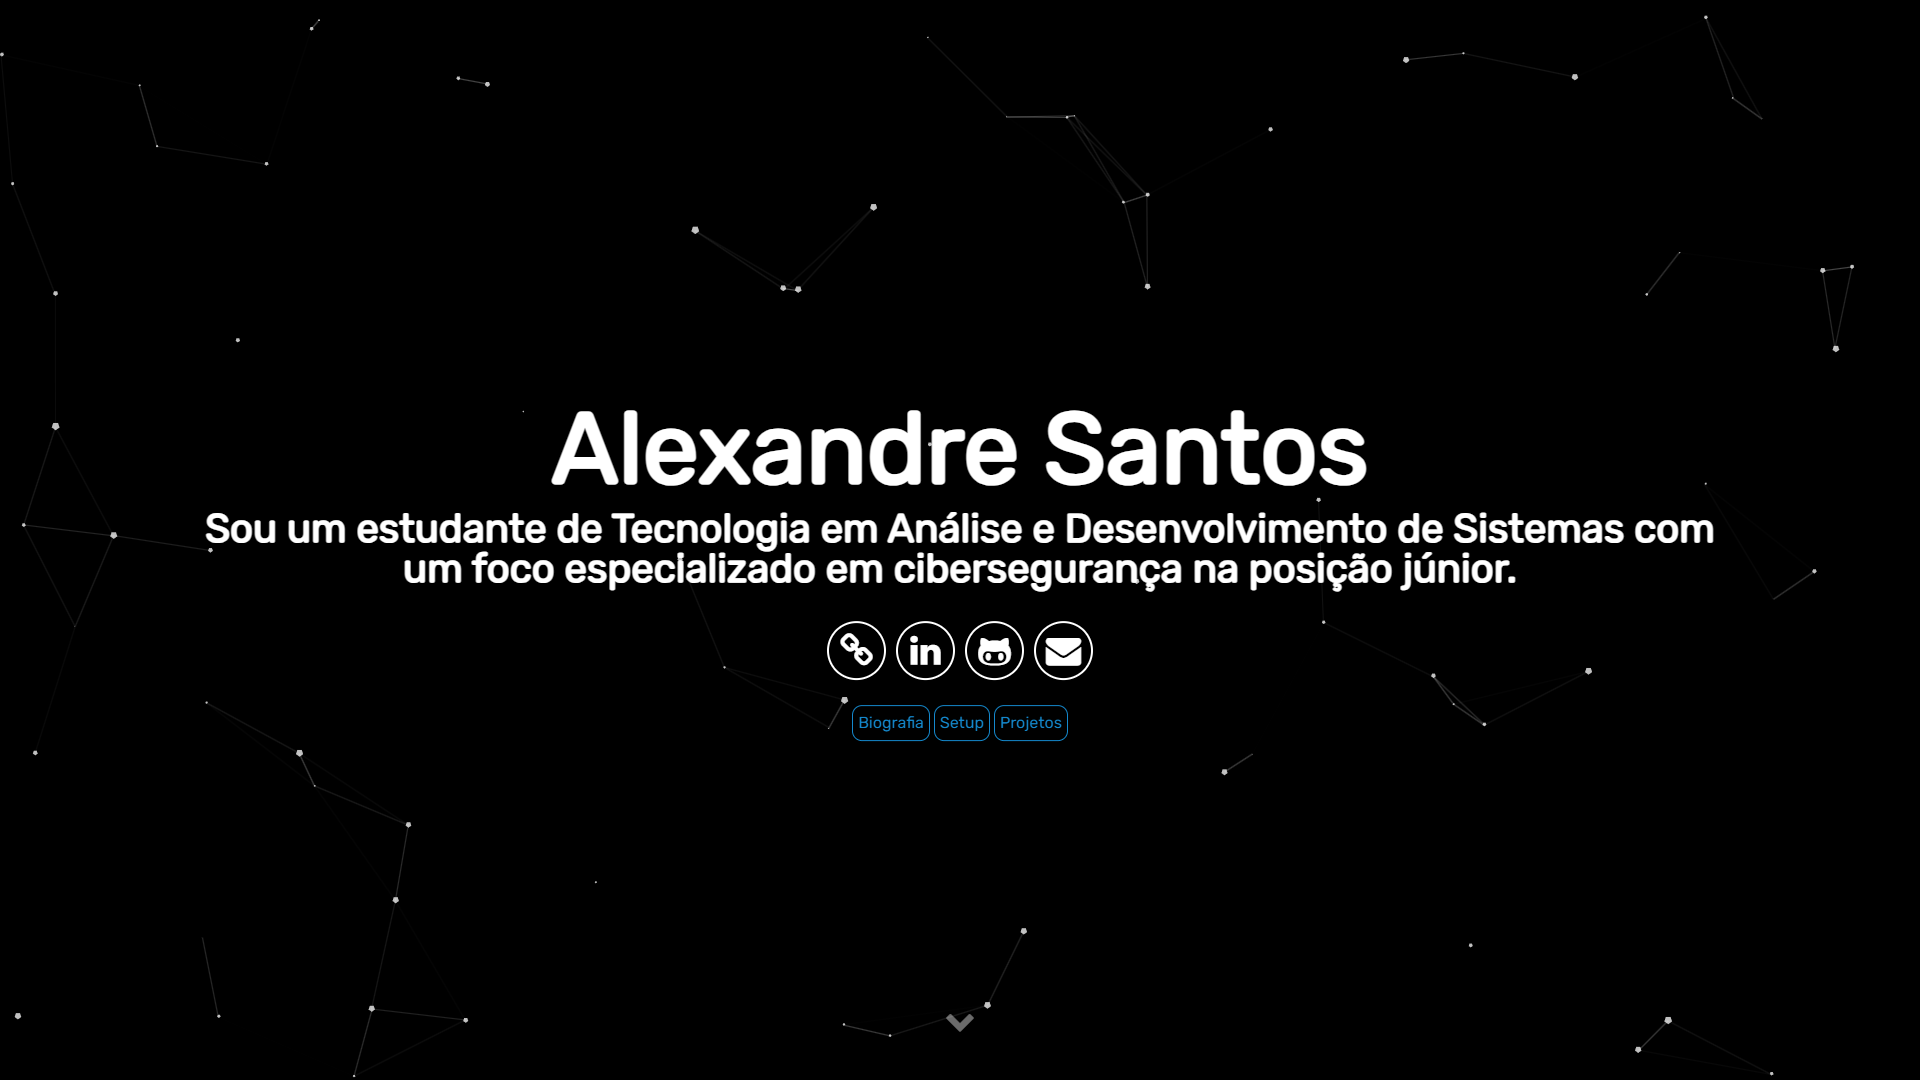 Alexandre Santos
Sou um estudante de Tecnologia em Análise e Desenvolvimento de Sistemas com
um foco especializado em cibersegurança na posição júnior.
Biografia Setup Projetos